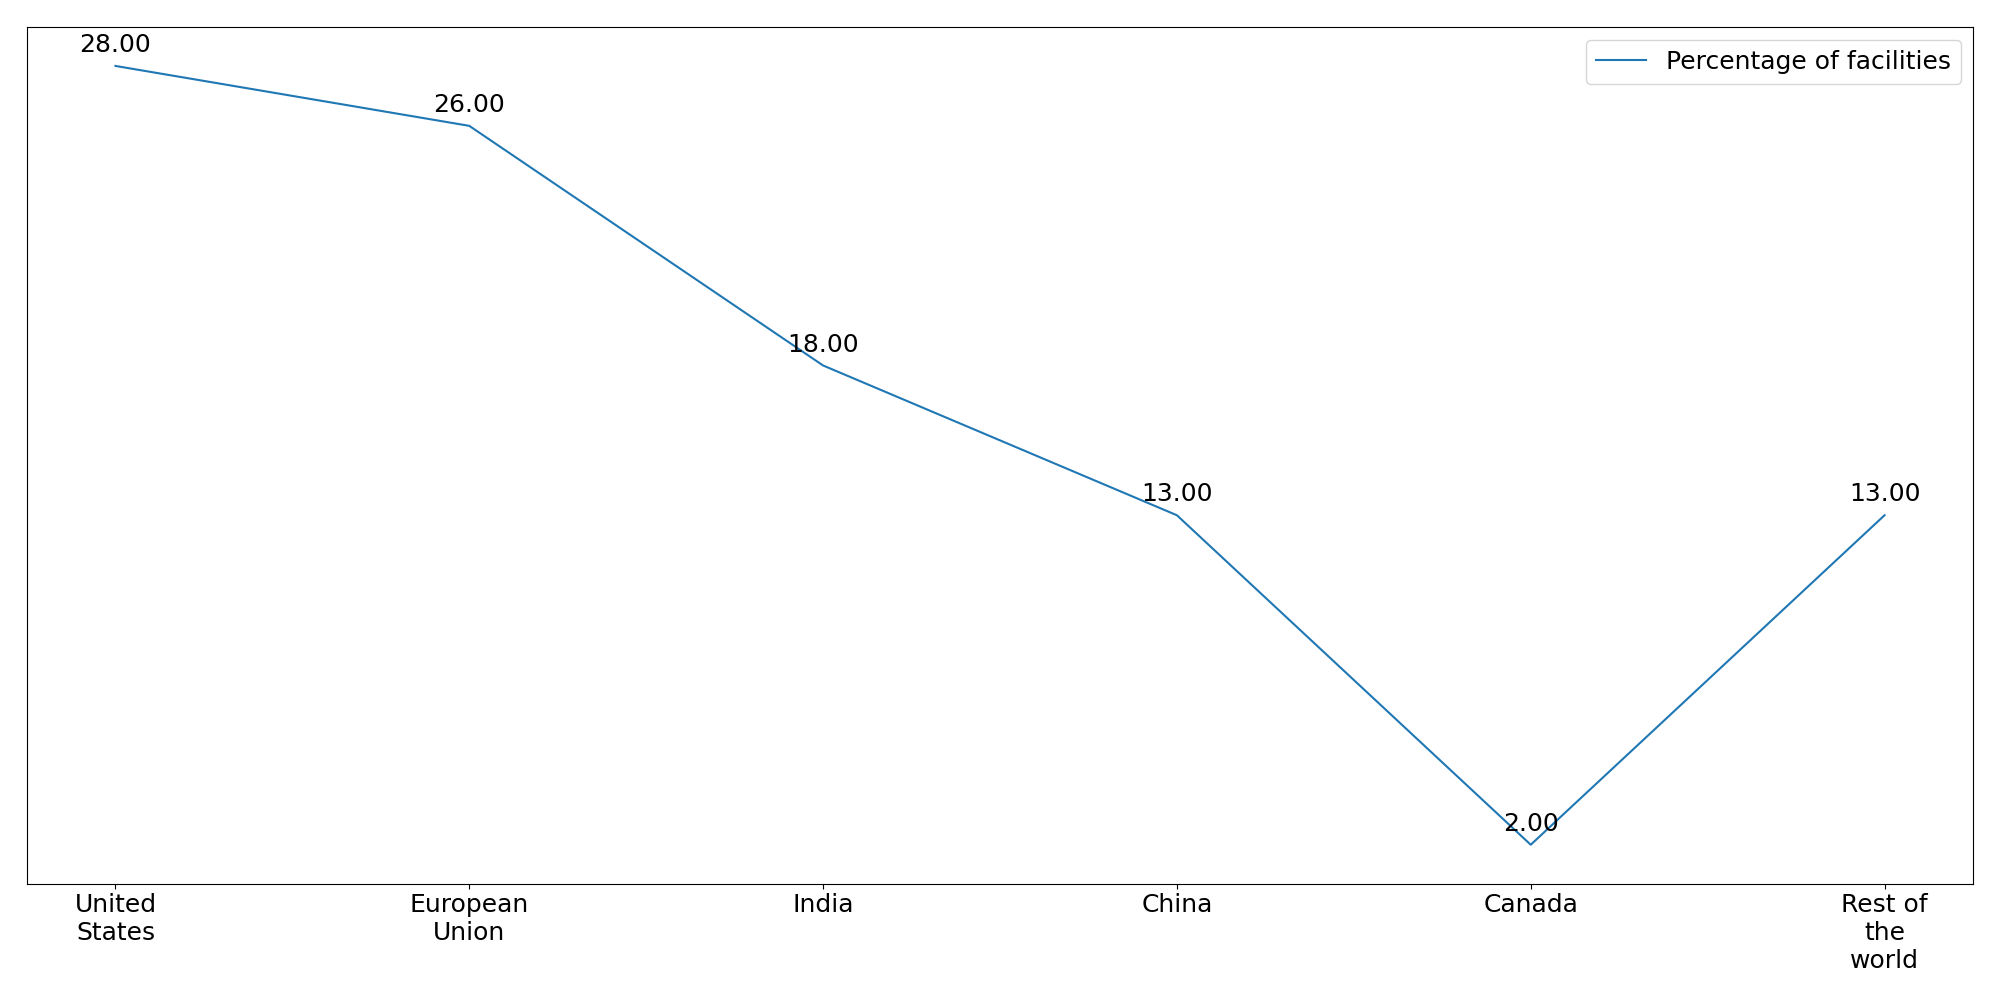 28.00
Percentage of facilities
26.00
18.00
13.00
13.00
2.00
United
States
European
Union
India
China
Canada
Rest of
the
world